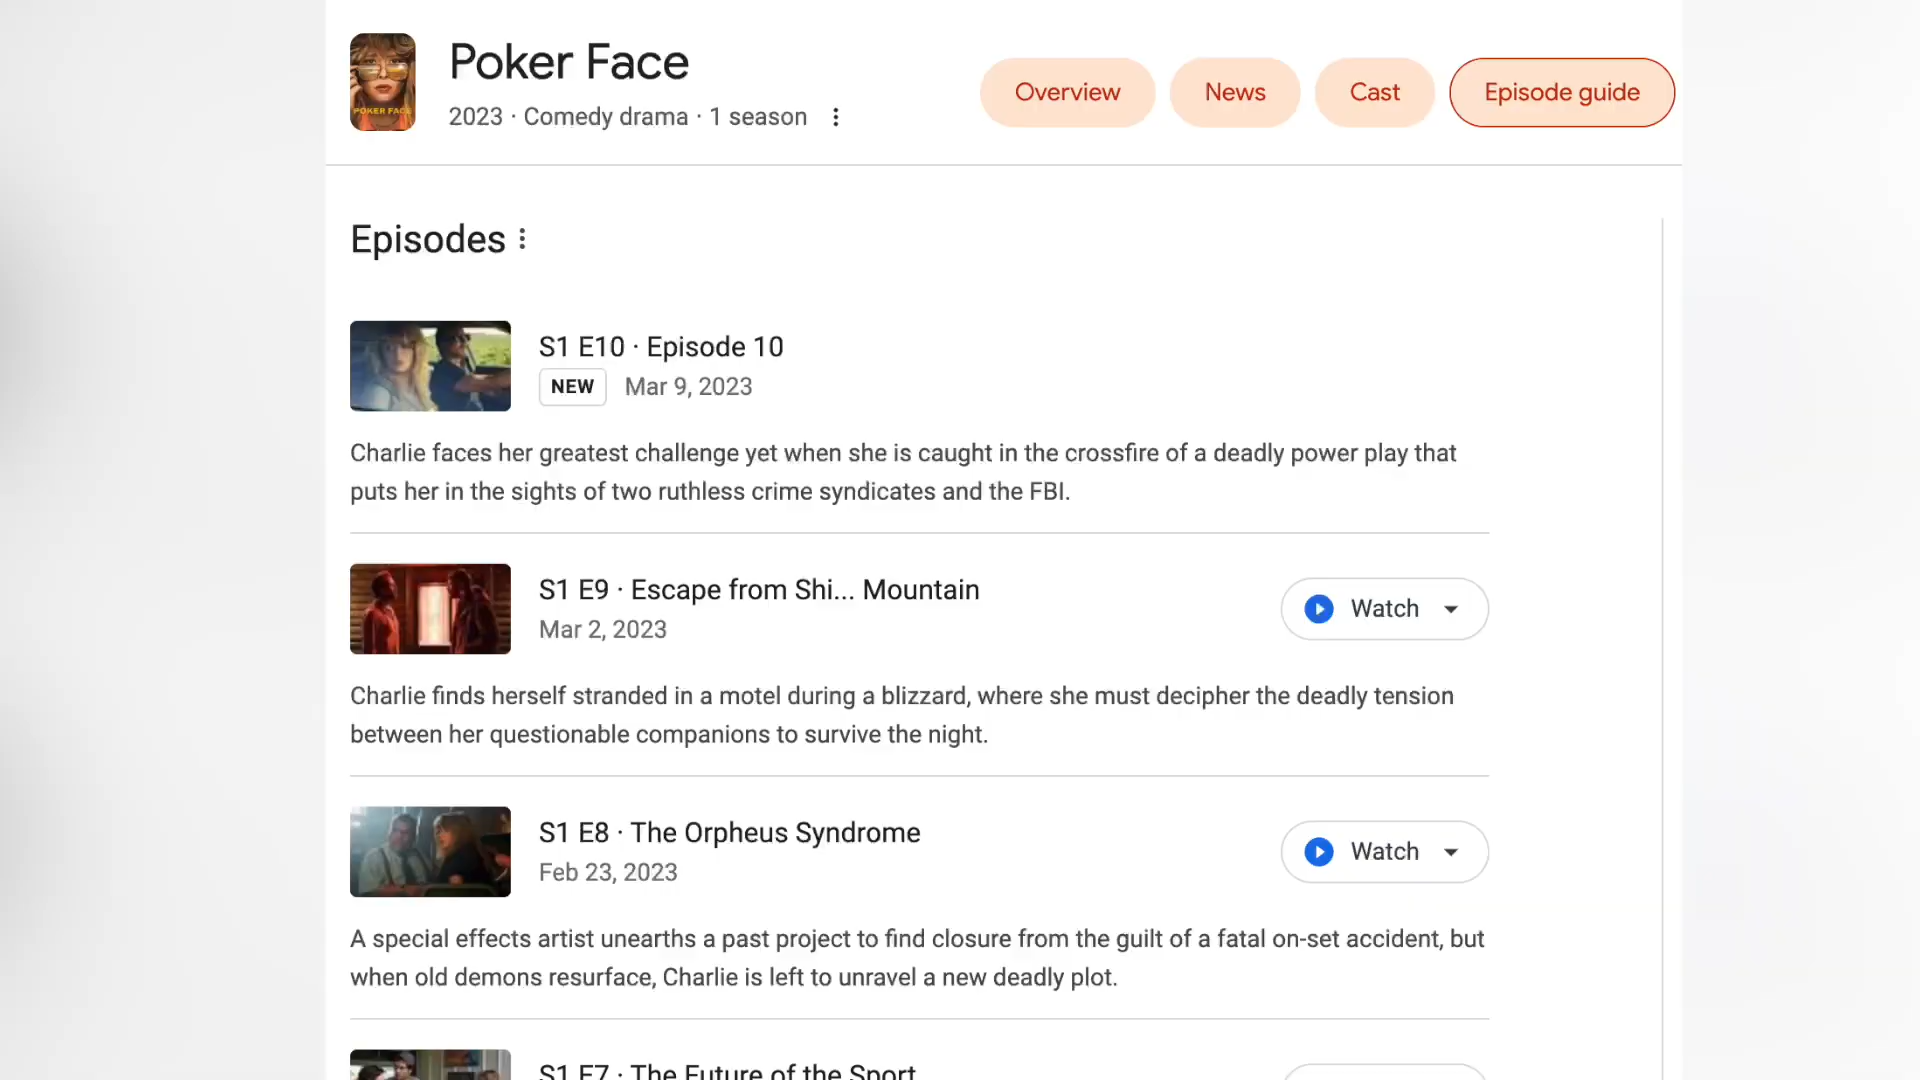 POKER FACE
Poker Face
2023 · Comedy drama · 1 season
Overview
News
Cast
Episode guide
Episodes
S1 E10 · Episode 10
NEW Mar 9, 2023
Charlie faces her greatest challenge yet when she is caught in the crossfire of a deadly power play that
puts her in the sights of two ruthless crime syndicates and the FBI.
S1 E9 · Escape from Shi... Mountain
Mar 2, 2023
Watch
Charlie finds herself stranded in a motel during a blizzard, where she must decipher the deadly tension
between her questionable companions to survive the night.
S1 E8 · The Orpheus Syndrome
Feb 23, 2023
Watch
A special effects artist unearths a past project to find closure from the guilt of a fatal on-set accident, but
when old demons resurface, Charlie is left to unravel a new deadly plot.
S1 E7 · The Future of the Sport